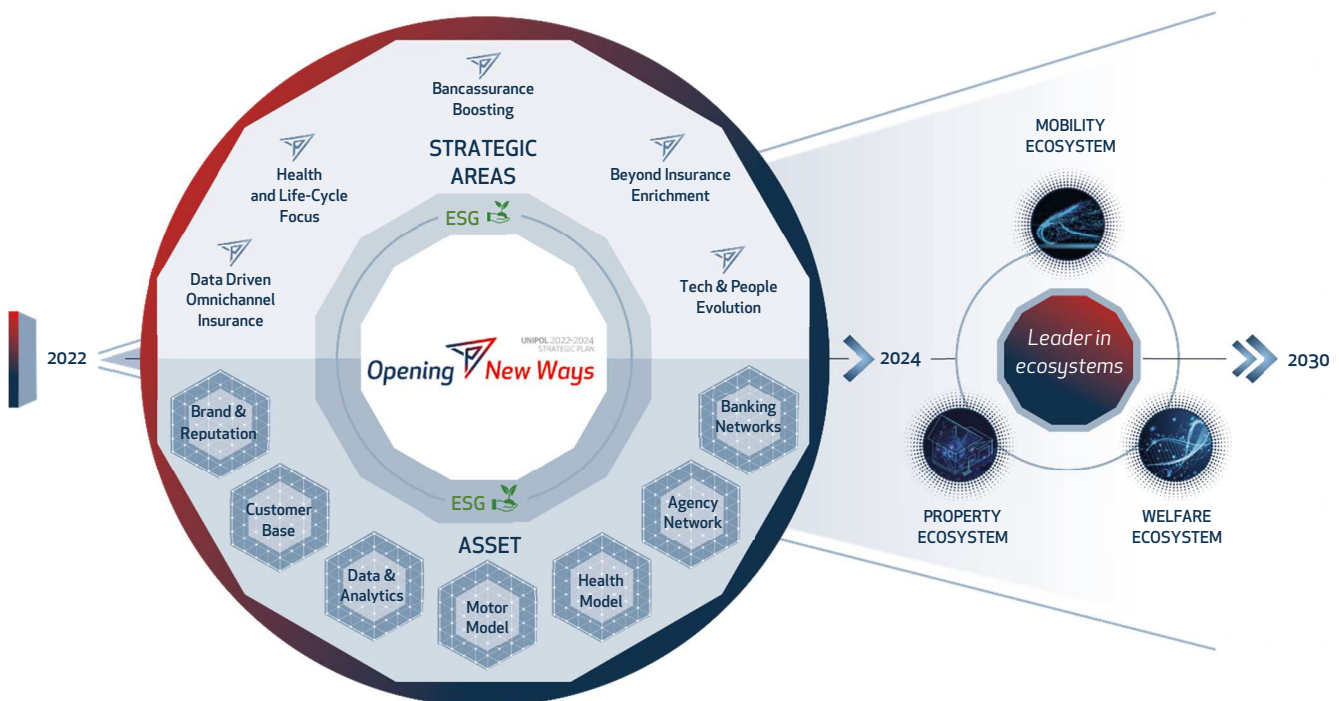 Bancassurance
Boosting
STRATEGIC
AREAS
Health
and Life-Cycle
Focus
Beyond Insurance
Enrichment
Data Driven
Omnichannel
Insurance
Tech & People
Evolution
ESG
UNIPOL 2022-2024
STRATEGIC PLAN
Opening New Ways
ESG
ASSET
Brand &
Reputation
Customer
Base
Data &
Analytics
Motor
Model
Health
Model
Agency
Network
Banking
Networks
2022
2024
MOBILITY
ECOSYSTEM
Leader in
ecosystems
PROPERTY
ECOSYSTEM
WELFARE
ECOSYSTEM
2030